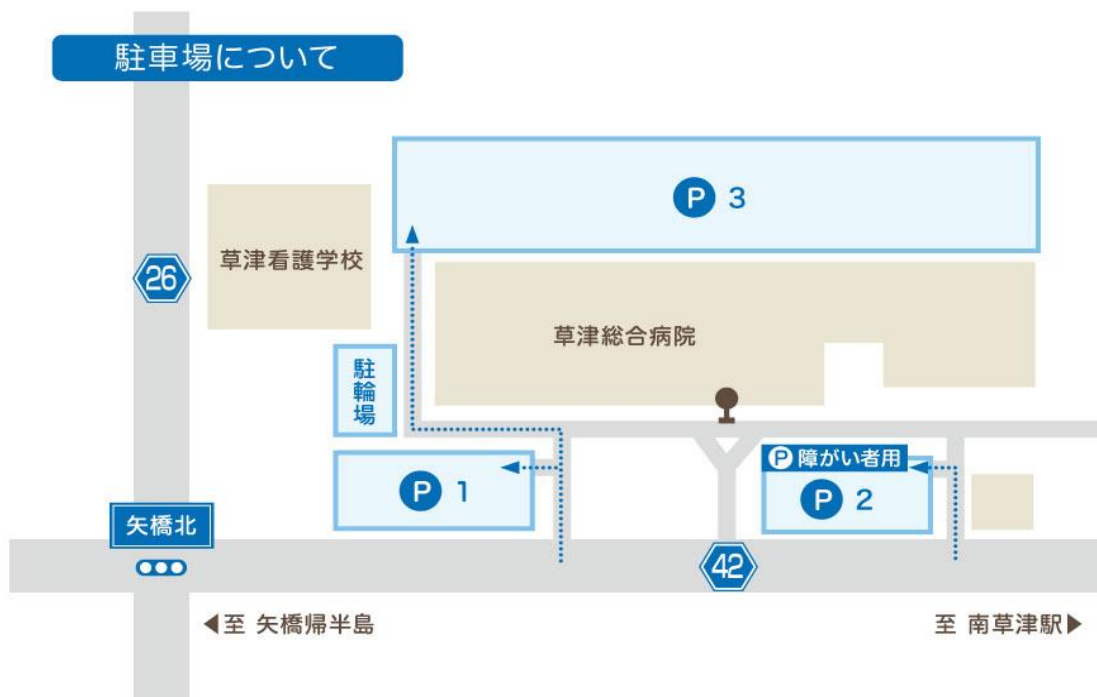 駐車場について
P 3
草津看護学校
26
草津総合病院
駐輪場
P 障がい者用
P 1
P 2
矢橋北
42
◀至 矢橋帰半島
至 南草津駅▶